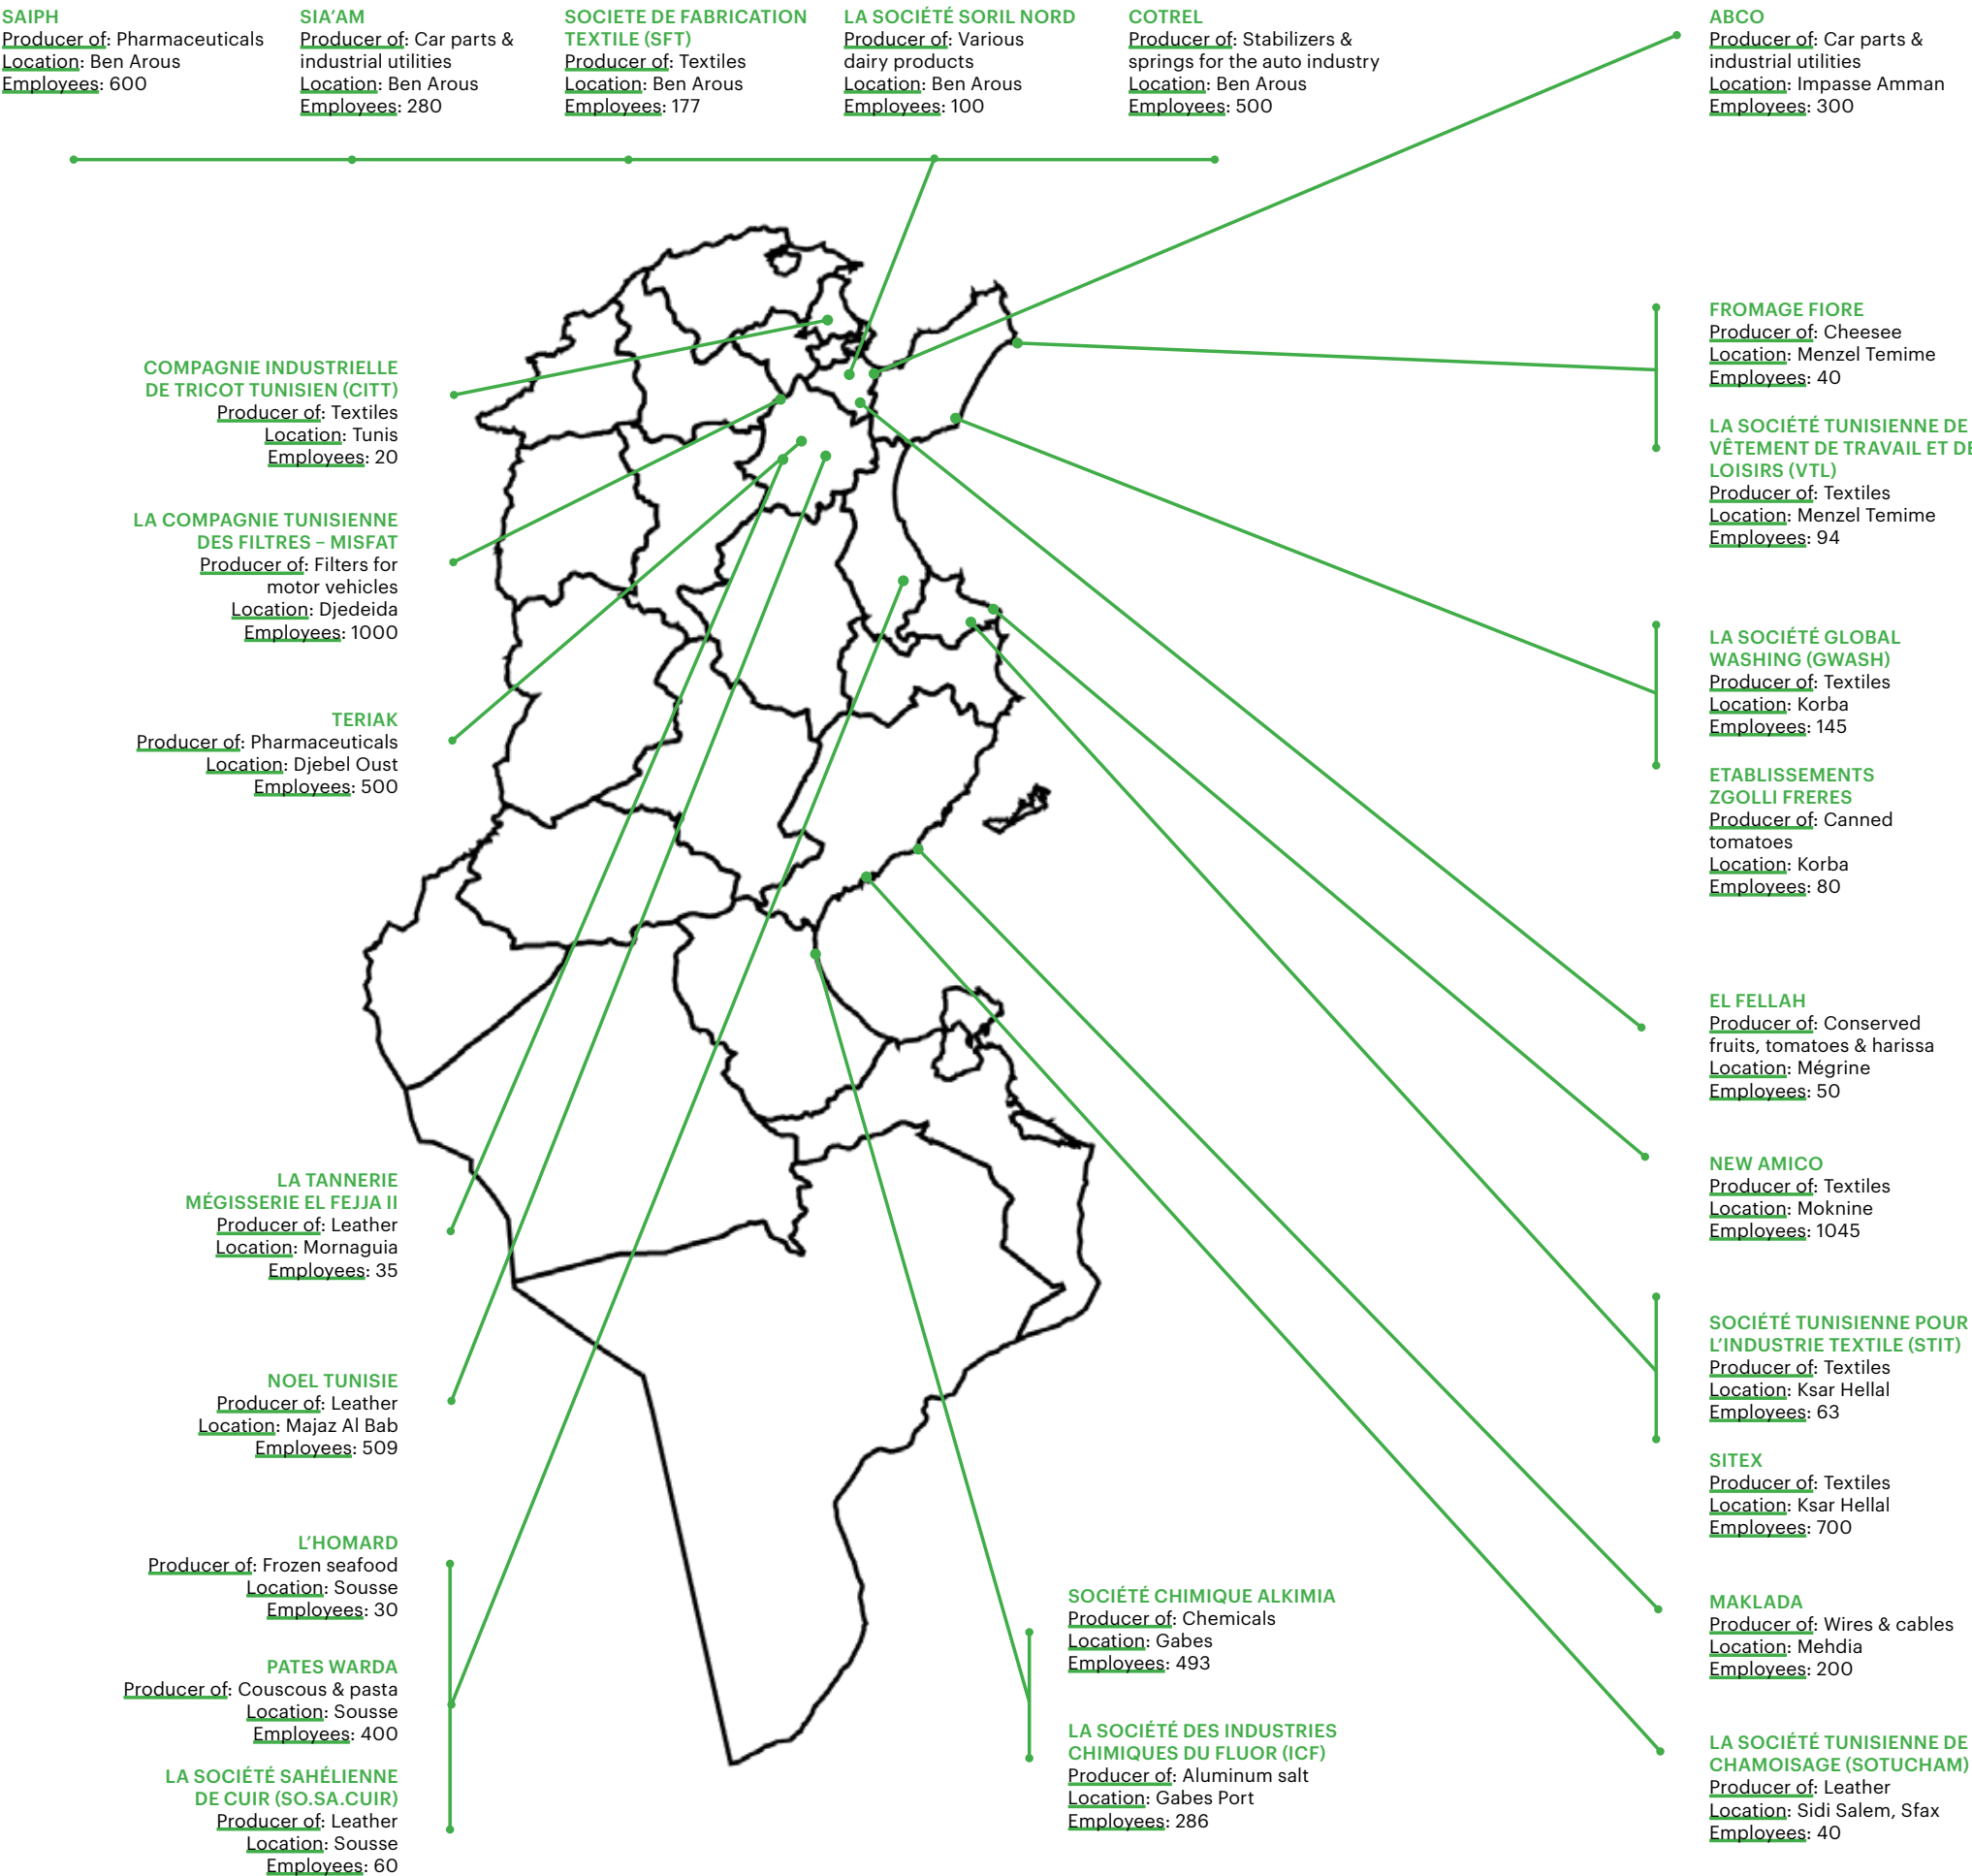 SAIPH
Producer of: Pharmaceuticals
Location: Ben Arous
Employees: 600
SIA’AM
Producer of: Car parts &
industrial utilities
Location: Ben Arous
Employees: 280
SOCIETE DE FABRICATION
TEXTILE (SFT)
Producer of: Textiles
Location: Ben Arous
Employees: 177
LA SOCIÉTÉ SORIL NORD
Producer of: Various
dairy products
Location: Ben Arous
Employees: 100
COTREL
Producer of: Stabilizers &
springs for the auto industry
Location: Ben Arous
Employees: 500
ABCO
Producer of: Car parts &
industrial utilities
Location: Impasse Amman
Employees: 300
COMPAGNIE INDUSTRIELLE
DE TRICOT TUNISIEN (CITT)
Producer of: Textiles
Location: Tunis
Employees: 20
LA COMPAGNIE TUNISIENNE
DES FILTRES – MISFAT
Producer of: Filters for
motor vehicles
Location: Djedeida
Employees: 1000
TERIAK
Producer of: Pharmaceuticals
Location: Djebel Oust
Employees: 500
LA TANNERIE
MÉGISSERIE EL FEJJA II
Producer of: Leather
Location: Mornaguia
Employees: 35
NOEL TUNISIE
Producer of: Leather
Location: Majaz Al Bab
Employees: 509
L’HOMARD
Producer of: Frozen seafood
Location: Sousse
Employees: 30
PATES WARDA
Producer of: Couscous & pasta
Location: Sousse
Employees: 400
LA SOCIÉTÉ SAHÉLIENNE
DE CUIR (SO.SA.CUIR)
Producer of: Leather
Location: Sousse
Employees: 60
SOCIÉTÉ CHIMIQUE ALKIMIA
Producer of: Chemicals
Location: Gabes
Employees: 493
LA SOCIÉTÉ DES INDUSTRIES
CHIMIQUES DU FLUOR (ICF)
Producer of: Aluminum salt
Location: Gabes Port
Employees: 286
FROMAGE FIORE
Producer of: Cheesee
Location: Menzel Temime
Employees: 40
LA SOCIÉTÉ TUNISIENNE DE
VÊTEMENT DE TRAVAIL ET DE
LOISIRS (VTL)
Producer of: Textiles
Location: Menzel Temime
Employees: 94
LA SOCIÉTÉ GLOBAL
WASHING (GWASH)
Producer of: Textiles
Location: Korba
Employees: 145
ETABLISSEMENTS
ZGOLLI FRERES
Producer of: Canned
tomatoes
Location: Korba
Employees: 80
EL FELLAH
Producer of: Conserved
fruits, tomatoes & harissa
Location: Mégrine
Employees: 50
NEW AMICO
Producer of: Textiles
Location: Moknine
Employees: 1045
SOCIÉTÉ TUNISIENNE POUR
L’INDUSTRIE TEXTILE (STIT)
Producer of: Textiles
Location: Ksar Hellal
Employees: 63
SITEX
Producer of: Textiles
Location: Ksar Hellal
Employees: 700
MAKLADA
Producer of: Wires & cables
Location: Mehdia
Employees: 200
LA SOCIÉTÉ TUNISIENNE DE
CHAMOISAGE (SOTUCHAM)
Producer of: Leather
Location: Sidi Salem, Sfax
Employees: 40